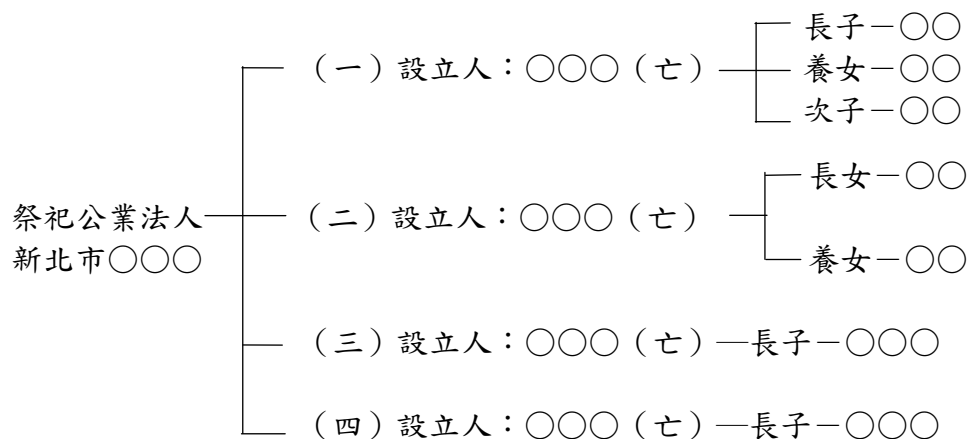 長子－○○
（一）設立人：○○○（亡）
養女－○○
次子－○○
長女－○○
祭祀公業法人
新北市○○○
（二）設立人：○○○（亡）
養女－○○
（三）設立人：○○○（亡）—長子－○○○
（四）設立人：○○○（亡）—長子－○○○